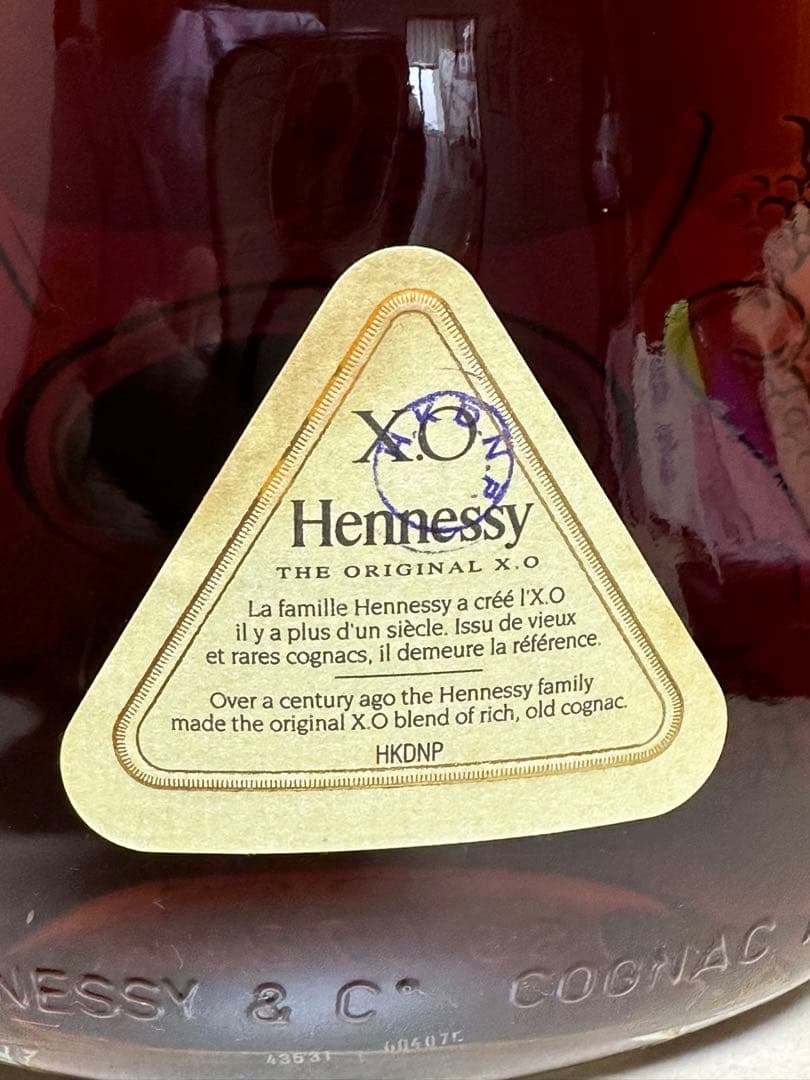 X.O
H.K.D.N.P.
Hennessy
THE ORIGINAL X.O
La famille Hennessy a créé l'X.O
il y a plus d'un siècle. Issu de vieux
et rares cognacs, il demeure la référence.
Over a century ago the Hennessy family
made the original X.O blend of rich, old cognac.
HKDNP
NESSY & Cº COGNAC
43531